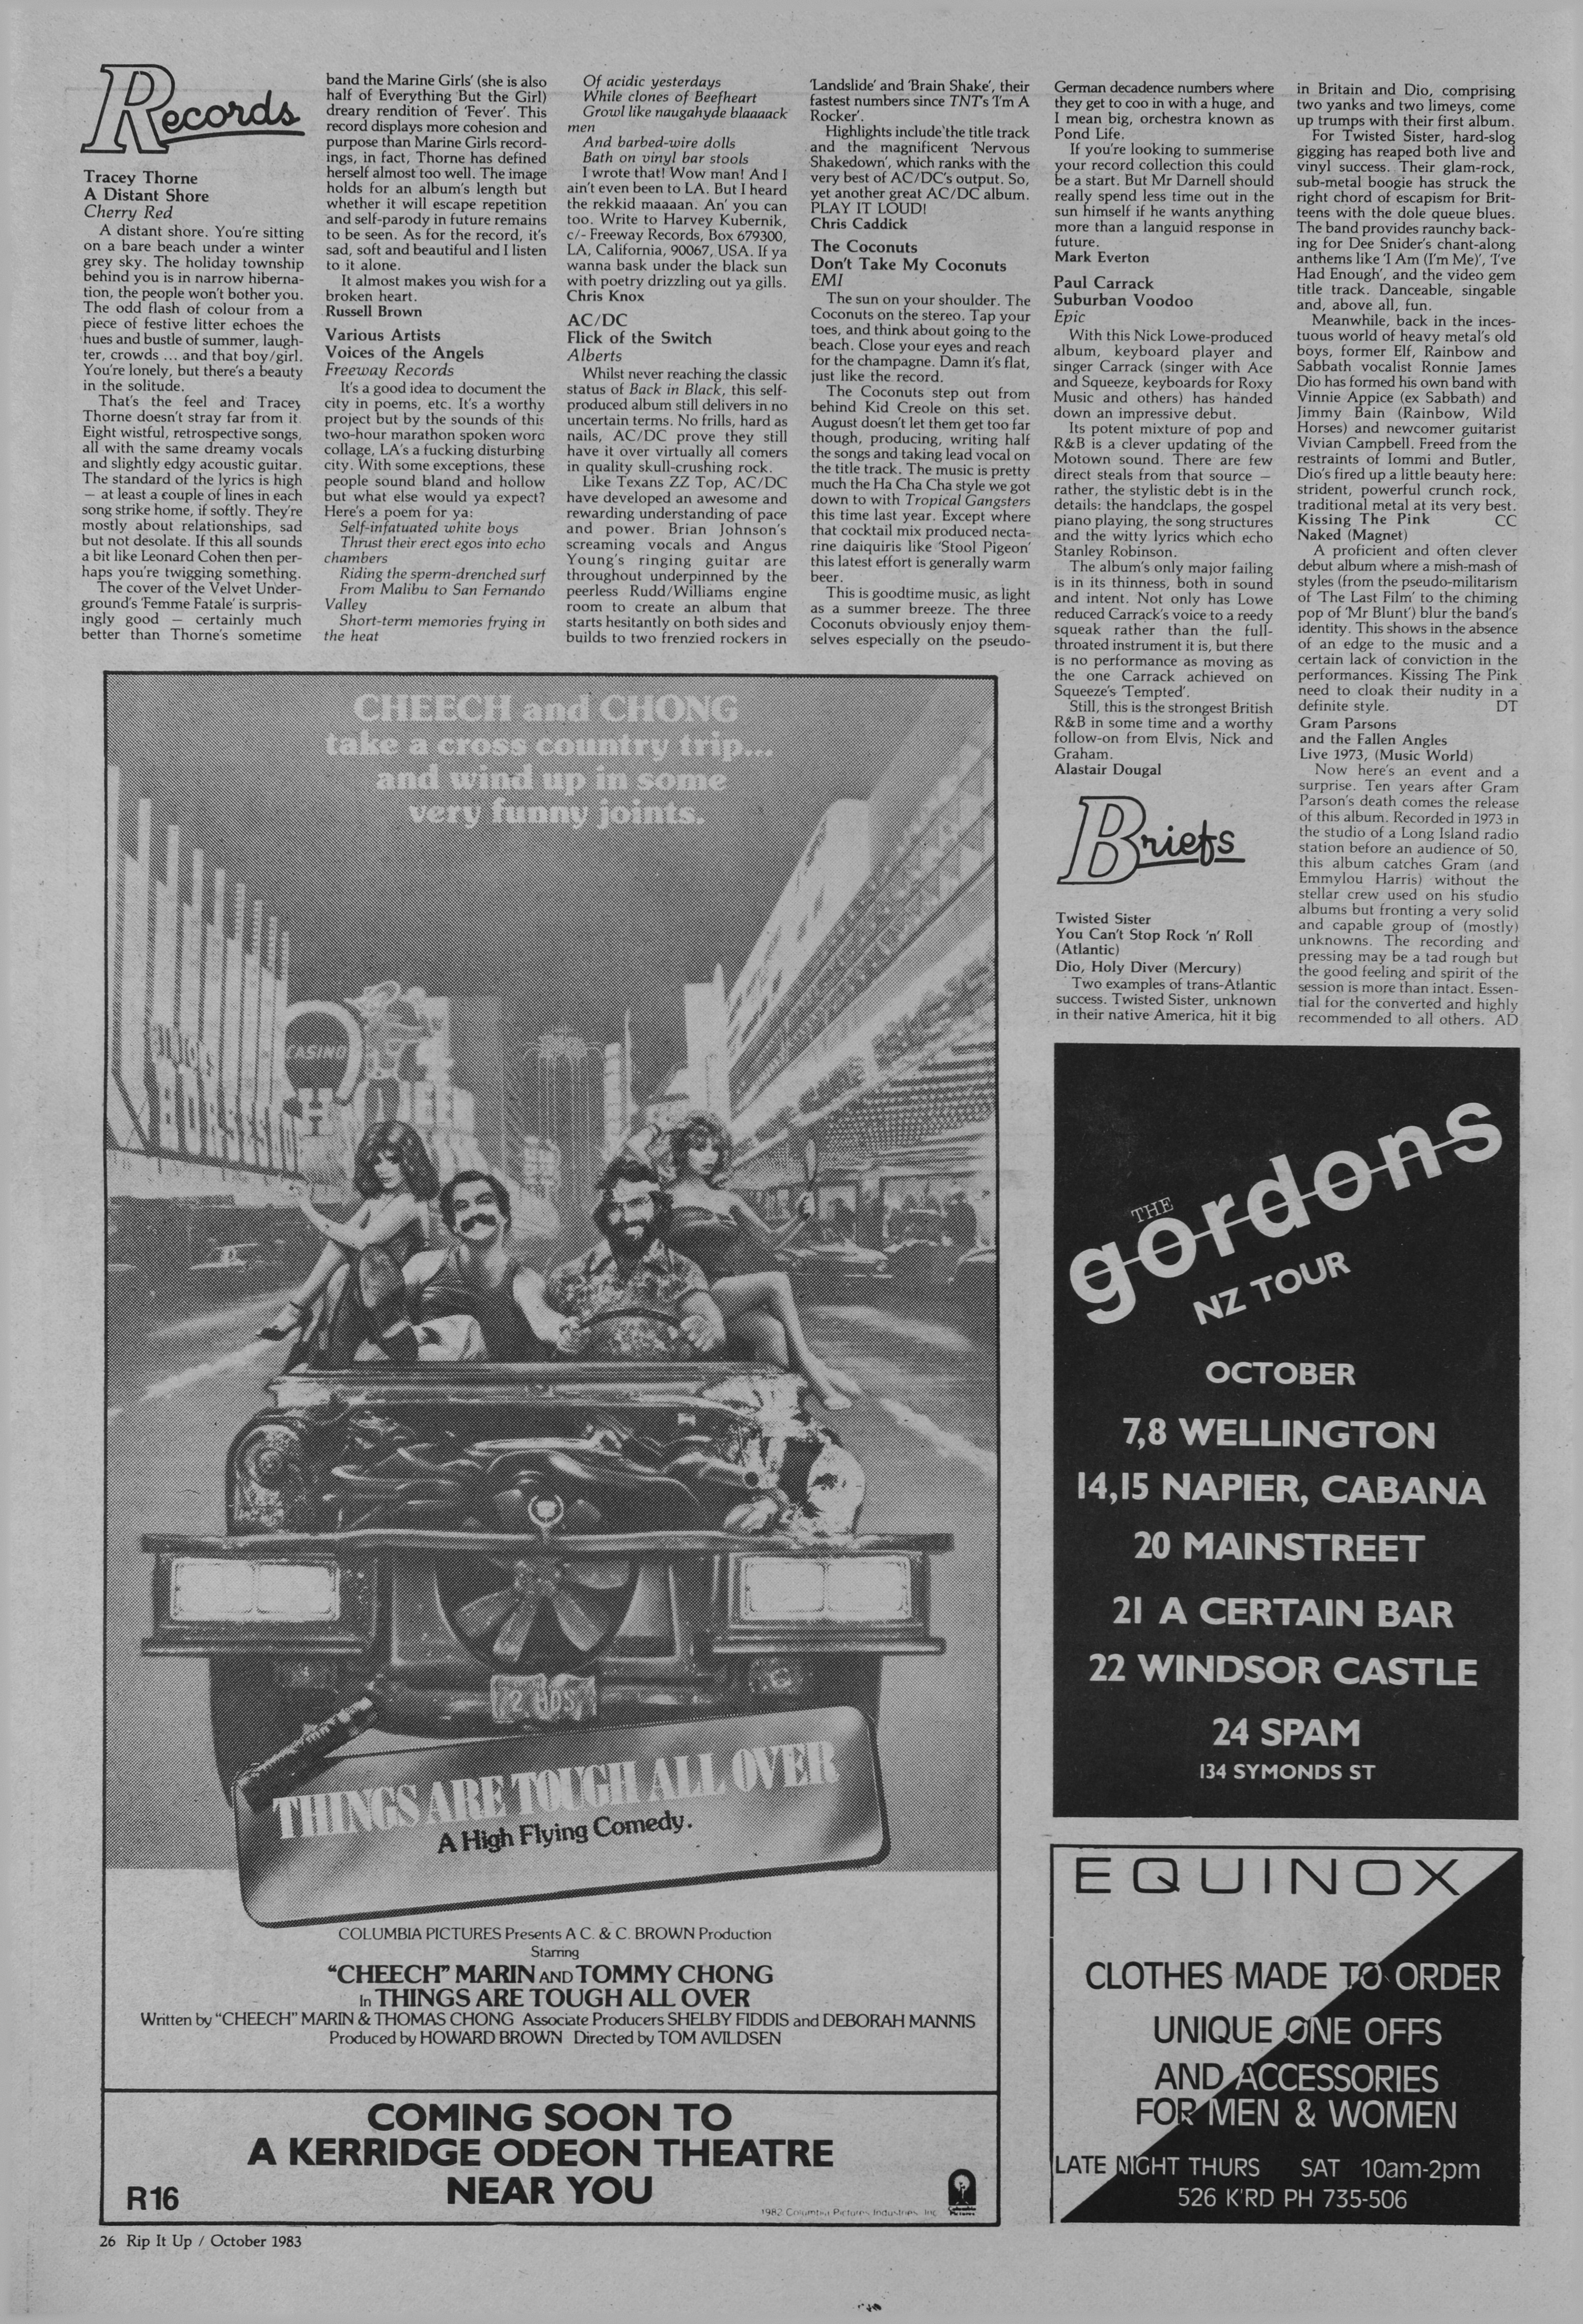 Records
Tracey Thorne
A Distant Shore
Cherry Red
A distant shore. You're sitting
on a bare beach under a winter
grey sky. The holiday township
behind you is in narrow hiberna-
tion, the people won't bother you.
The odd flash of colour from a
piece of festive litter echoes the
hues and bustle of summer, laugh-
ter, crowds ... and that boy/girl.
You're lonely, but there's a beauty
in the solitude.
That's the feel and Tracey
Thorne doesn't stray far from it.
Eight wistful, retrospective songs,
all with the same dreamy vocals
and slightly edgy acoustic guitar.
The standard of the lyrics is high
— at least a couple of lines in each
song strike home, if softly. They're
mostly about relationships, sad
but not desolate. If this all sounds
a bit like Leonard Cohen then per-
haps you're twigging something.
The cover of the Velvet Under-
ground's 'Femme Fatale' is surpris-
ingly good — certainly much
better than Thorne's sometime
band the Marine Girls' (she is also
half of Everything But the Girl)
dreary rendition of 'Fever'. This
record displays more cohesion and
purpose than Marine Girls record-
ings, in fact, Thorne has defined
herself almost too well. The image
holds for an album's length but
whether it will escape repetition
and self-parody in future remains
to be seen. As for the record, it's
sad, soft and beautiful and I listen
to it alone.
It almost makes you wish for a
broken heart.
Russell Brown
Various Artists
Voices of the Angels
Freeway Records
It's a good idea to document the
city in poems, etc. It's a worthy
project but by the sounds of this
two-hour marathon spoken word
collage, LA's a fucking disturbing
city. With some exceptions, these
people sound bland and hollow
but what else would ya expect?
Here's a poem for ya:
Self-infatuated white boys
Thrust their erect egos into echo
chambers
Riding the sperm-drenched surf
From Malibu to San Fernando
Valley
Short-term memories frying in
the heat
Of acidic yesterdays
While clones of Beefheart
Growl like naugahyde blaaaack
men
And barbed-wire dolls
Bath on vinyl bar stools
I wrote that! Wow man! And I
ain't even been to LA. But I heard
the rekkid maaaan. An' you can
too. Write to Harvey Kubernik,
c/- Freeway Records, Box 679300,
LA, California, 90067, USA. If ya
wanna bask under the black sun
with poetry drizzling out ya gills.
Chris Knox
AC/DC
Flick of the Switch
Alberts
Whilst never reaching the classic
status of Back in Black, this self-
produced album still delivers in no
uncertain terms. No frills, hard as
nails, AC/DC prove they still
have it over virtually all comers
in quality skull-crushing rock.
Like Texans ZZ Top, AC/DC
have developed an awesome and
rewarding understanding of pace
and power. Brian Johnson's
screaming vocals and Angus
Young's ringing guitar are
throughout underpinned by the
peerless Rudd/Williams engine
room to create an album that
starts hesitantly on both sides and
builds to two frenzied rockers in
'Landslide' and 'Brain Shake', their
fastest numbers since TNT's 'I'm A
Rocker'.
Highlights include the title track
and the magnificent 'Nervous
Shakedown', which ranks with the
very best of AC/DC's output. So,
yet another great AC/DC album.
PLAY IT LOUD!
Chris Caddick
The Coconuts
Don't Take My Coconuts
EMI
The sun on your shoulder. The
Coconuts on the stereo. Tap your
toes, and think about going to the
beach. Close your eyes and reach
for the champagne. Damn it's flat,
just like the record.
The Coconuts step out from
behind Kid Creole on this set.
August doesn't let them get too far
though, producing, writing half
the songs and taking lead vocal on
the title track. The music is pretty
much the Ha Cha Cha style we got
down to with Tropical Gangsters
this time last year. Except where
that cocktail mix produced necta-
rine daiquiris like 'Stool Pigeon'
this latest effort is generally warm
beer.
This is goodtime music, as light
as a summer breeze. The three
Coconuts obviously enjoy them-
selves especially on the pseudo-
German decadence numbers where
they get to coo in with a huge, and
I mean big, orchestra known as
Pond Life.
If you're looking to summerise
your record collection this could
be a start. But Mr Darnell should
really spend less time out in the
sun himself if he wants anything
more than a languid response in
future.
Mark Everton
Paul Carrack
Suburban Voodoo
Epic
With this Nick Lowe-produced
album, keyboard player and
singer Carrack (singer with Ace
and Squeeze, keyboards for Roxy
Music and others) has handed
down an impressive debut.
Its potent mixture of pop and
R&B is a clever updating of the
Motown sound. There are few
direct steals from that source —
rather, the stylistic debt is in the
details: the handclaps, the gospel
piano playing, the song structures
and the witty lyrics which echo
Stanley Robinson.
The album's only major failing
is in its thinness, both in sound
and intent. Not only has Lowe
reduced Carrack's voice to a reedy
squeak rather than the full-
throated instrument it is, but there
is no performance as moving as
the one Carrack achieved on
Squeeze's 'Tempted'.
Still, this is the strongest British
R&B in some time and a worthy
follow-on from Elvis, Nick and
Graham.
Alastair Dougal
Briefs
Twisted Sister
You Can't Stop Rock 'n' Roll
(Atlantic)
Dio, Holy Diver (Mercury)
Two examples of trans-Atlantic
success. Twisted Sister, unknown
in their native America, hit it big
in Britain and Dio, comprising
two yanks and two limeys, come
up trumps with their first album.
For Twisted Sister, hard-slog
gigging has reaped both live and
vinyl success. Their glam-rock,
sub-metal boogie has struck the
right chord of escapism for Brit-
teens with the dole queue blues.
The band provides raunchy back-
ing for Dee Snider's chant-along
anthems like 'I Am (I'm Me)', 'I've
Had Enough', and the video gem
title track. Danceable, singable
and, above all, fun.
Meanwhile, back in the inces-
tuous world of heavy metal's old
boys, former Elf, Rainbow and
Sabbath vocalist Ronnie James
Dio has formed his own band with
Vinnie Appice (ex Sabbath) and
Jimmy Bain (Rainbow, Wild
Horses) and newcomer guitarist
Vivian Campbell. Freed from the
restraints of Iommi and Butler,
Dio's fired up a little beauty here:
strident, powerful crunch rock,
traditional metal at its very best.
Kissing The Pink CC
Naked (Magnet)
A proficient and often clever
debut album where a mish-mash of
styles (from the pseudo-militarism
of 'The Last Film' to the chiming
pop of 'Mr Blunt') blur the band's
identity. This shows in the absence
of an edge to the music and a
certain lack of conviction in the
performances. Kissing The Pink
need to cloak their nudity in a
definite style. DT
Gram Parsons
and the Fallen Angles
Live 1973, (Music World)
Now here's an event and a
surprise. Ten years after Gram
Parson's death comes the release
of this album. Recorded in 1973 in
the studio of a Long Island radio
station before an audience of 50,
this album catches Gram (and
Emmylou Harris) without the
stellar crew used on his studio
albums but fronting a very solid
and capable group of (mostly)
unknowns. The recording and
pressing may be a tad rough but
the good feeling and spirit of the
session is more than intact. Essen-
tial for the converted and highly
recommended to all others. AD
CHEECH and CHONG
take a cross country trip...
and wind up in some
very funny joints.
CASINO
THINGS ARE TOUGH ALL OVER
A High Flying Comedy.
COLUMBIA PICTURES Presents A C. & C. BROWN Production
Starring
"CHEECH" MARIN AND TOMMY CHONG
In THINGS ARE TOUGH ALL OVER
Written by "CHEECH" MARIN & THOMAS CHONG Associate Producers SHELBY FIDDIS and DEBORAH MANNIS
Produced by HOWARD BROWN Directed by TOM AVILDSEN
COMING SOON TO
A KERRIDGE ODEON THEATRE
NEAR YOU
R16
1982 Columbia Pictures Industries, Inc.
THE
gordons
NZ TOUR
OCTOBER
7,8 WELLINGTON
14,15 NAPIER, CABANA
20 MAINSTREET
21 A CERTAIN BAR
22 WINDSOR CASTLE
24 SPAM
134 SYMONDS ST
EQUINOX
CLOTHES MADE TO ORDER
UNIQUE ONE OFFS
AND ACCESSORIES
FOR MEN & WOMEN
LATE NIGHT THURS SAT 10am-2pm
526 K'RD PH 735-506
26 Rip It Up / October 1983